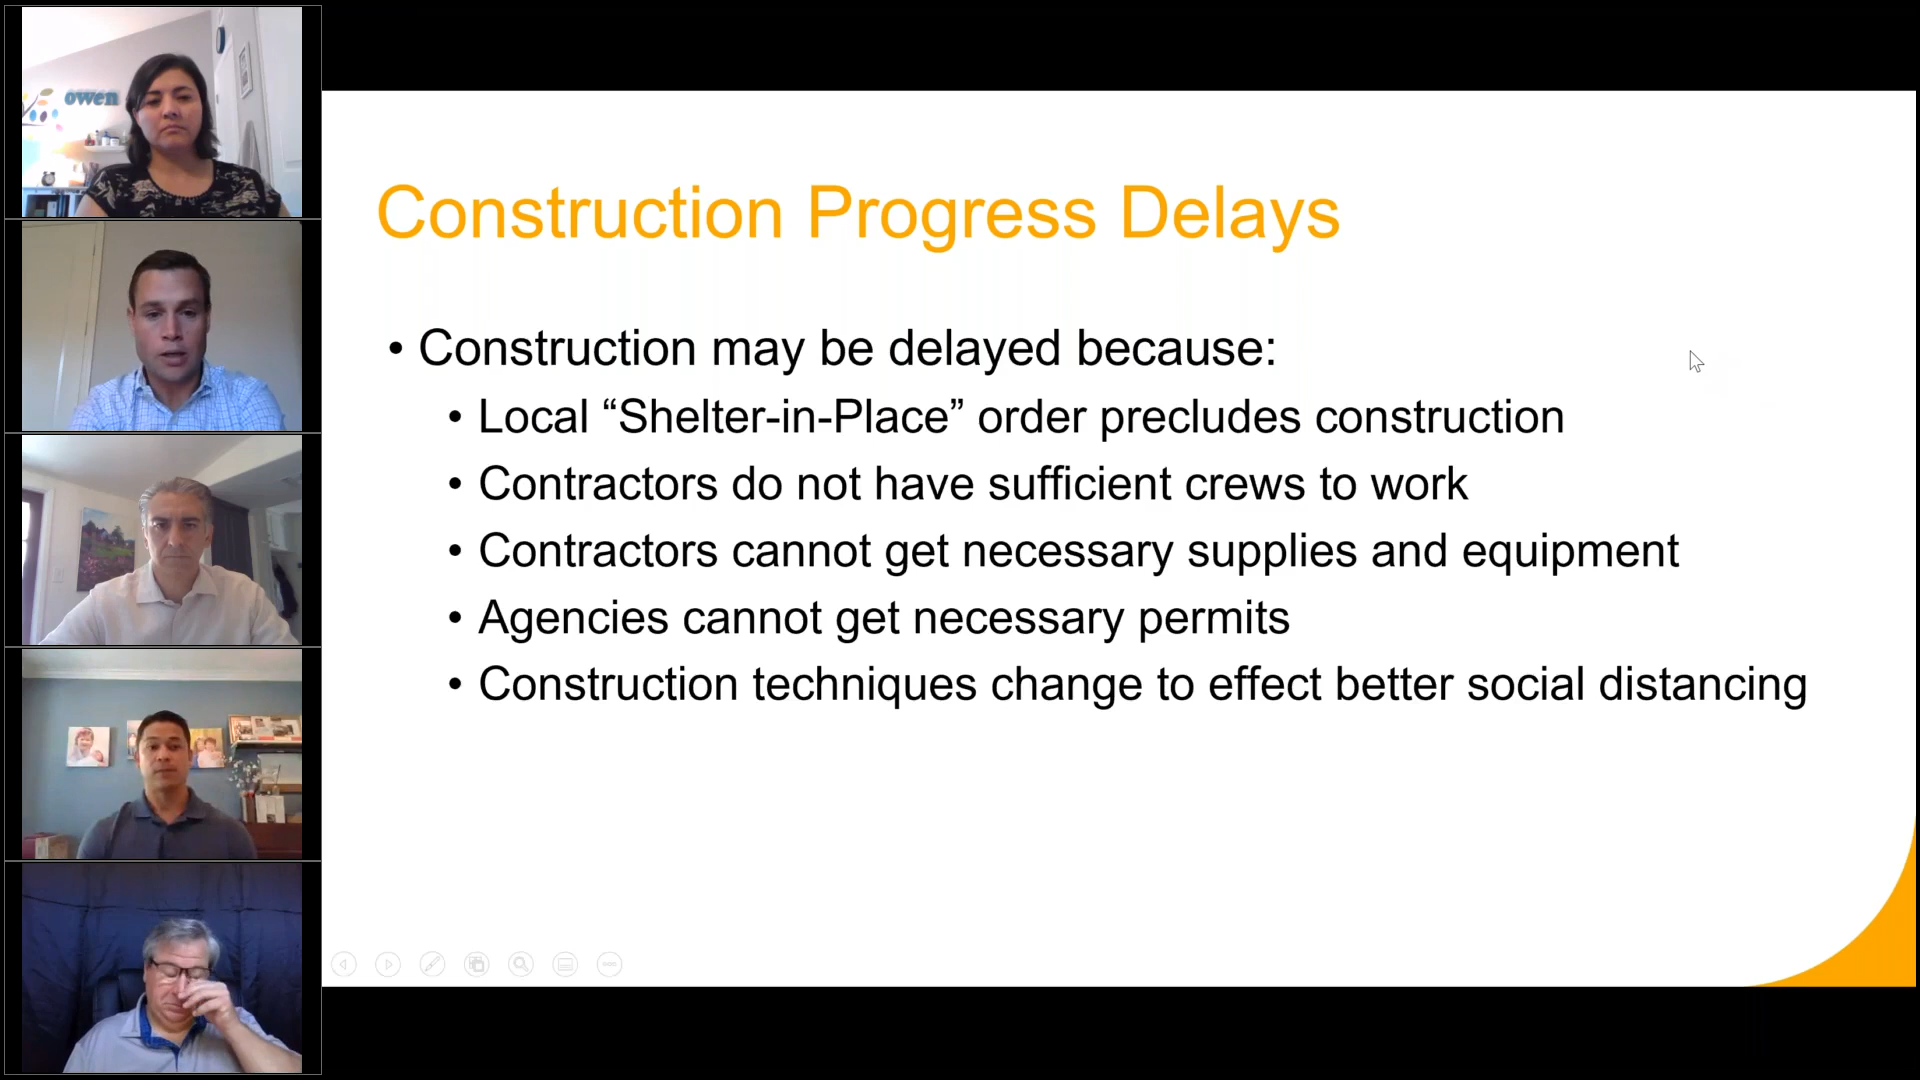 owen
Construction Progress Delays
• Construction may be delayed because:
• Local “Shelter-in-Place” order precludes construction
• Contractors do not have sufficient crews to work
• Contractors cannot get necessary supplies and equipment
• Agencies cannot get necessary permits
• Construction techniques change to effect better social distancing